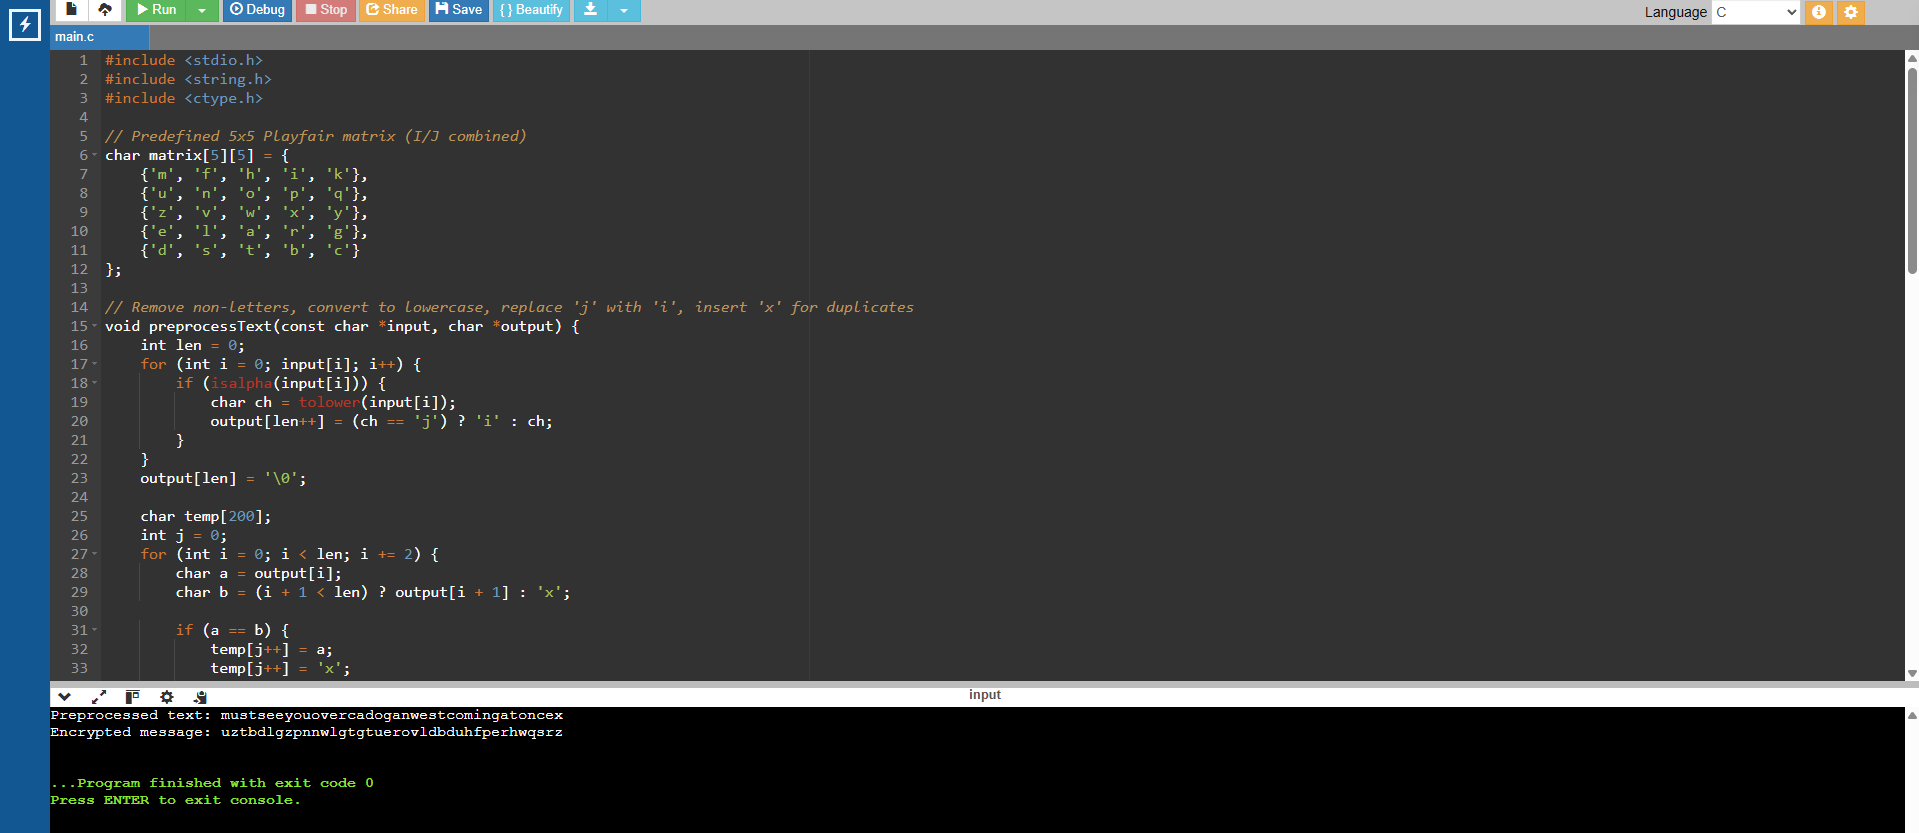 Run Debug Stop Share Save { } Beautify Language C
main.c
1 #include <stdio.h>
2 #include <string.h>
3 #include <ctype.h>
4
5 // Predefined 5x5 Playfair matrix (I/J combined)
6 char matrix[5][5] = {
7     {'m', 'f', 'h', 'i', 'k'},
8     {'u', 'n', 'o', 'p', 'q'},
9     {'z', 'v', 'w', 'x', 'y'},
10     {'e', 'l', 'a', 'r', 'g'},
11     {'d', 's', 't', 'b', 'c'}
12 };
13
14 // Remove non-letters, convert to lowercase, replace 'j' with 'i', insert 'x' for duplicates
15 void preprocessText(const char *input, char *output) {
16     int len = 0;
17     for (int i = 0; input[i]; i++) {
18         if (isalpha(input[i])) {
19             char ch = tolower(input[i]);
20             output[len++] = (ch == 'j') ? 'i' : ch;
21         }
22     }
23     output[len] = '\0';
24
25     char temp[200];
26     int j = 0;
27     for (int i = 0; i < len; i += 2) {
28         char a = output[i];
29         char b = (i + 1 < len) ? output[i + 1] : 'x';
30
31         if (a == b) {
32             temp[j++] = a;
33             temp[j++] = 'x';
input
Preprocessed text: mustseeyouovercadoganwestcomingatoncex
Encrypted message: uztbdlgzpnnwlgtgtuerovldbduhfperhwqsrz
...Program finished with exit code 0
Press ENTER to exit console.